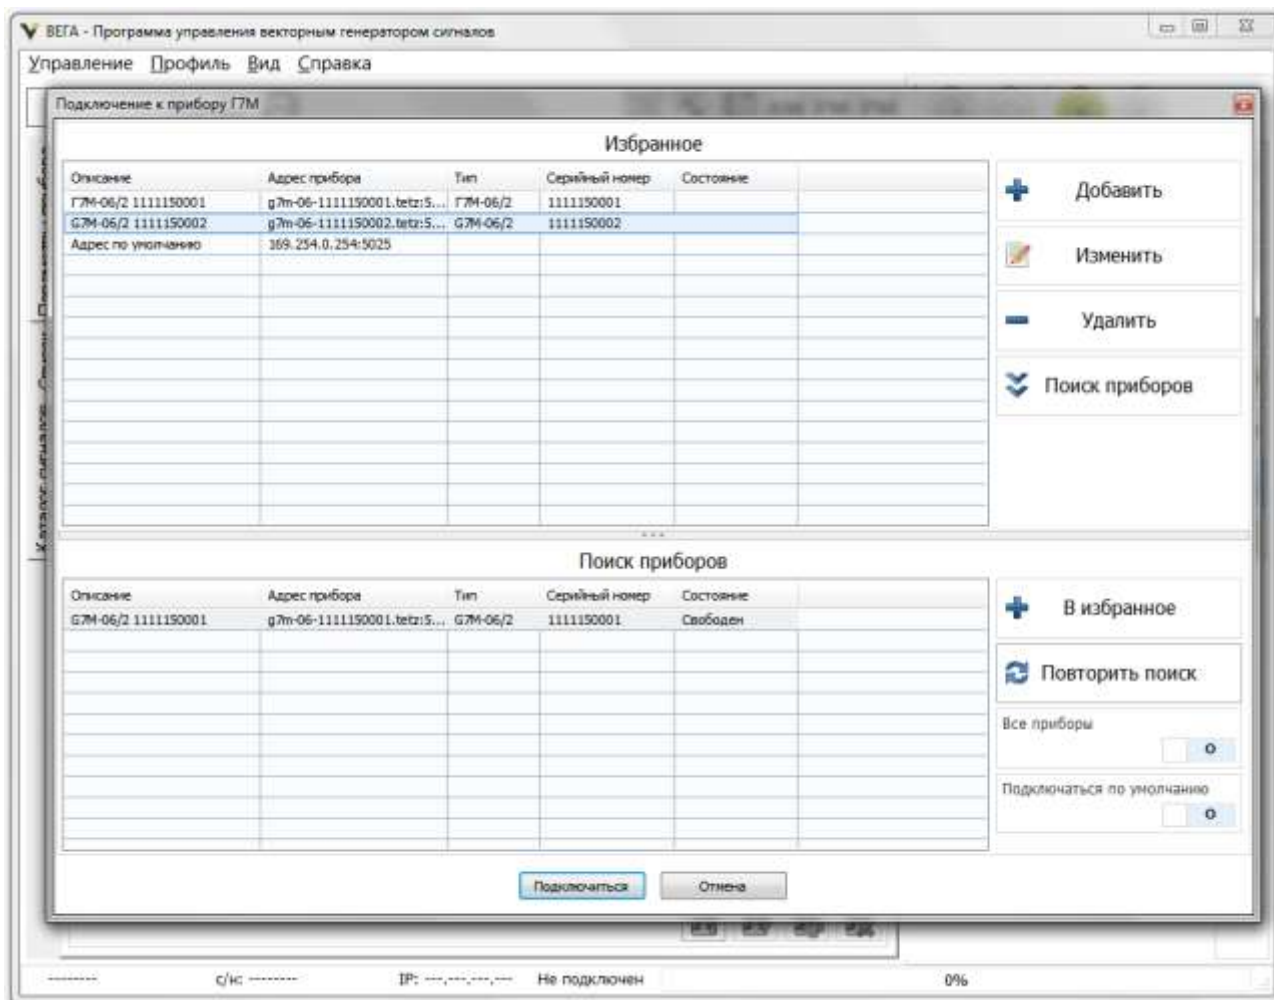 ВЕГА - Программа управления векторным генератором сигналов
Управление Профиль Вид Справка
Подключение к прибору Г7М
Избранное
Описание Адрес прибора Тип Серийный номер Состояние
Г7М-06/2 1111150001 g7m-06-1111150001.tetz:5... Г7М-06/2 1111150001
G7M-06/2 1111150002 g7m-06-1111150002.tetz:5... G7M-06/2 1111150002
Адрес по умолчанию 169.254.0.254:5025
Добавить
Изменить
Удалить
Поиск приборов
Поиск приборов
Описание Адрес прибора Тип Серийный номер Состояние
G7M-06/2 1111150001 g7m-06-1111150001.tetz:5... G7M-06/2 1111150001 Свободен
В избранное
Повторить поиск
Все приборы
О
Подключаться по умолчанию
О
Подключиться Отмена
-------- с/н: -------- IP: ---.---.---.--- Не подключен 0%